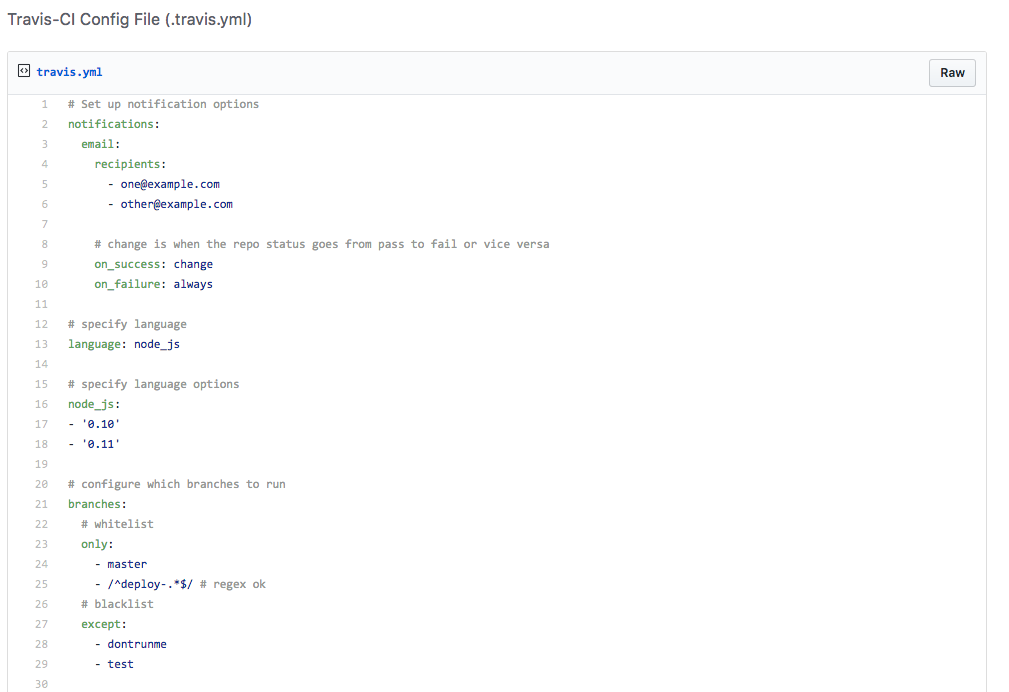 Travis-CI Config File (.travis.yml)
travis.yml Raw
1 # Set up notification options
2 notifications:
3   email:
4     recipients:
5       - one@example.com
6       - other@example.com
7
8     # change is when the repo status goes from pass to fail or vice versa
9     on_success: change
10     on_failure: always
11
12 # specify language
13 language: node_js
14
15 # specify language options
16 node_js:
17 - '0.10'
18 - '0.11'
19
20 # configure which branches to run
21 branches:
22   # whitelist
23   only:
24     - master
25     - /^deploy-.*$/ # regex ok
26   # blacklist
27   except:
28     - dontrunme
29     - test
30